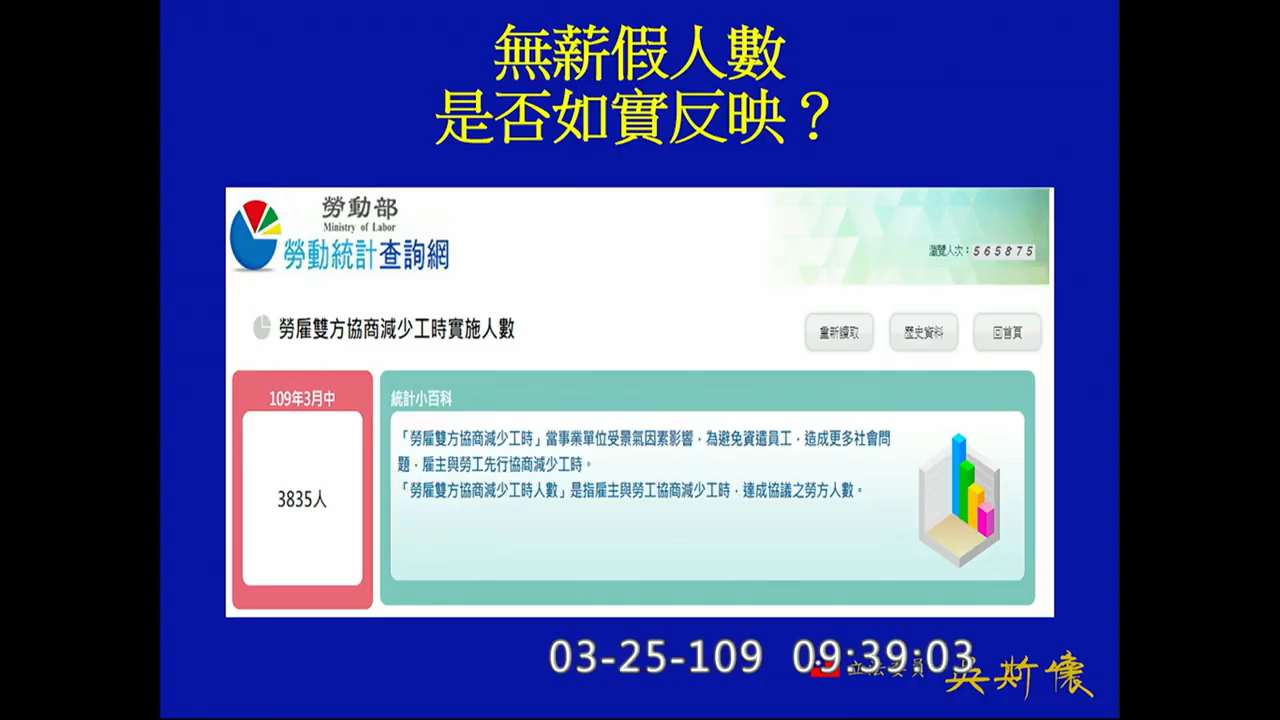 無薪假人數
是否如實反映？
勞動部
Ministry of Labor
勞動統計查詢網
瀏覽人次：565875
勞雇雙方協商減少工時實施人數
重新讀取
歷史資料
回首頁
109年3月中
3835人
統計小百科
「勞雇雙方協商減少工時」當事業單位受景氣因素影響，為避免資遣員工，造成更多社會問
題，雇主與勞工先行協商減少工時。
「勞雇雙方協商減少工時人數」是指雇主與勞工協商減少工時，達成協議之勞方人數。
03-25-109 09:39:03
立法委員 吳斯懷